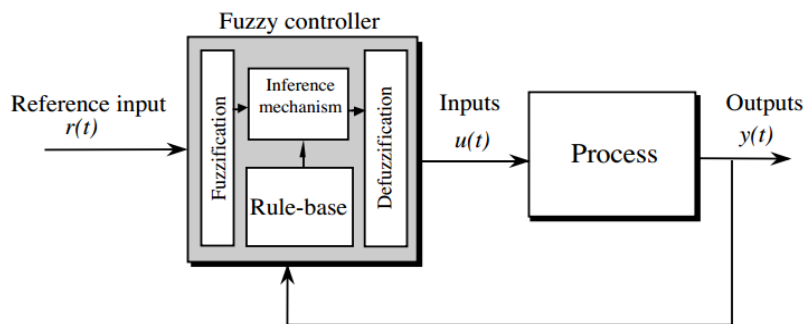 Fuzzy controller
Reference input
r(t)
Fuzzification
Inference
mechanism
Rule-base
Defuzzification
Inputs
u(t)
Process
Outputs
y(t)